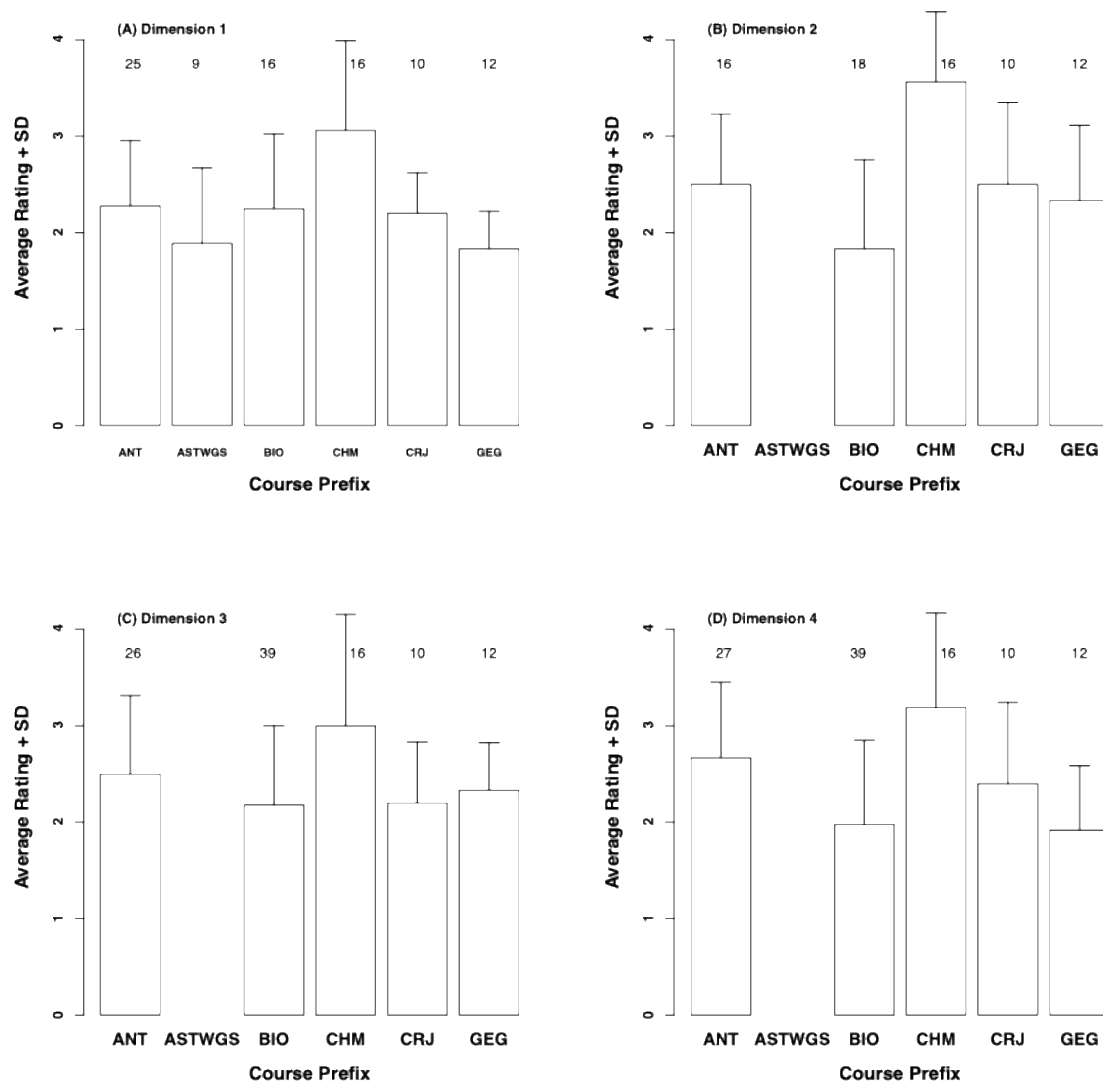 (A) Dimension 1
25 9 16 16 10 12
Average Rating + SD
0 1 2 3 4
ANT ASTWGS BIO CHM CRJ GEG
Course Prefix
(B) Dimension 2
16 18 16 10 12
Average Rating + SD
0 1 2 3 4
ANT ASTWGS BIO CHM CRJ GEG
Course Prefix
(C) Dimension 3
26 39 16 10 12
Average Rating + SD
0 1 2 3 4
ANT ASTWGS BIO CHM CRJ GEG
Course Prefix
(D) Dimension 4
27 39 16 10 12
Average Rating + SD
0 1 2 3 4
ANT ASTWGS BIO CHM CRJ GEG
Course Prefix